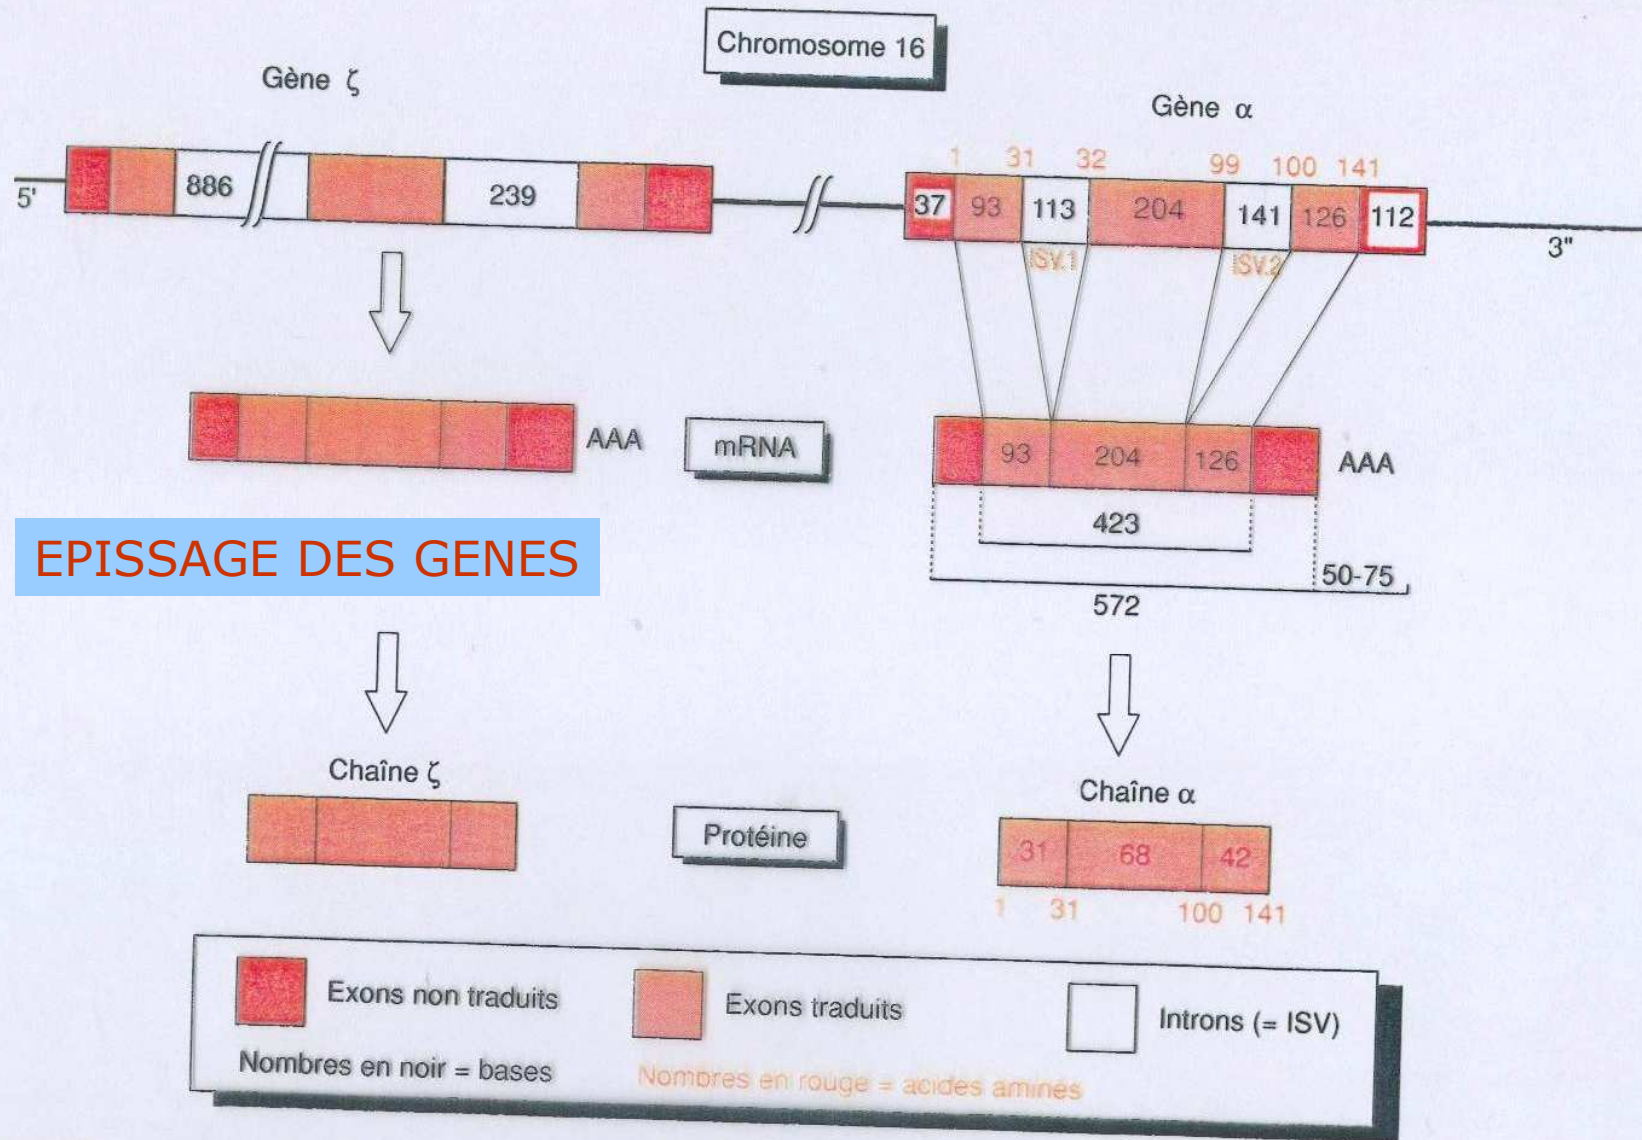 Chromosome 16
Gène ζ
Gène α
1 31 32 99 100 141
5' 886 239 37 93 113 204 141 126 112 3"
ISV.1 ISV.2
AAA mRNA 93 204 126 AAA
423
EPISSAGE DES GENES
50-75
572
Chaîne ζ
Chaîne α
Protéine
31 68 42
1 31 100 141
Exons non traduits Exons traduits Introns (= ISV)
Nombres en noir = bases Nombres en rouge = acides aminés